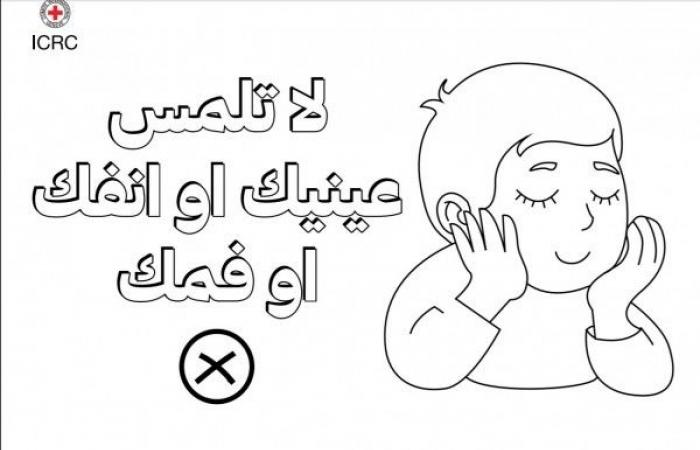 ICRC
لا تلمس
عينيك او انفك
او فمك